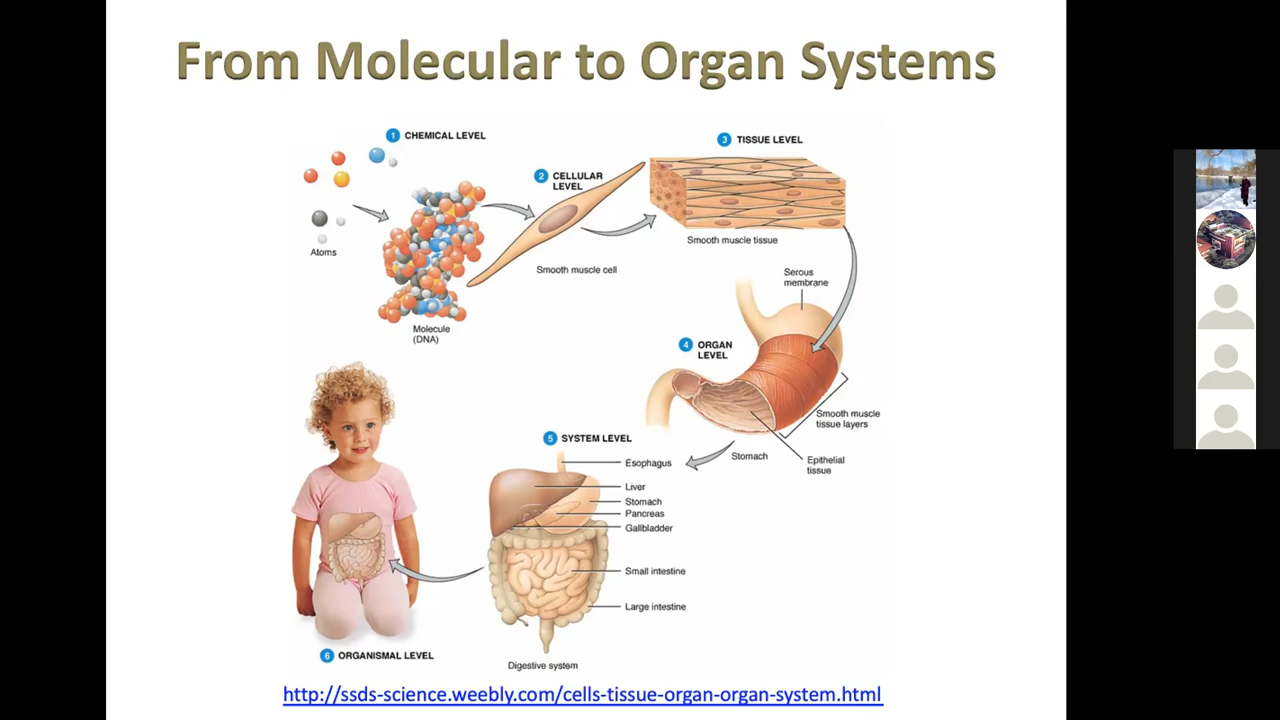 From Molecular to Organ Systems
1 CHEMICAL LEVEL
Atoms
Molecule
(DNA)
2 CELLULAR
LEVEL
Smooth muscle cell
3 TISSUE LEVEL
Smooth muscle tissue
Serous
membrane
4 ORGAN
LEVEL
Smooth muscle
tissue layers
Epithelial
tissue
Stomach
5 SYSTEM LEVEL
Esophagus
Liver
Stomach
Pancreas
Gallbladder
Small intestine
Large intestine
Digestive system
6 ORGANISMAL LEVEL
http://ssds-science.weebly.com/cells-tissue-organ-organ-system.html